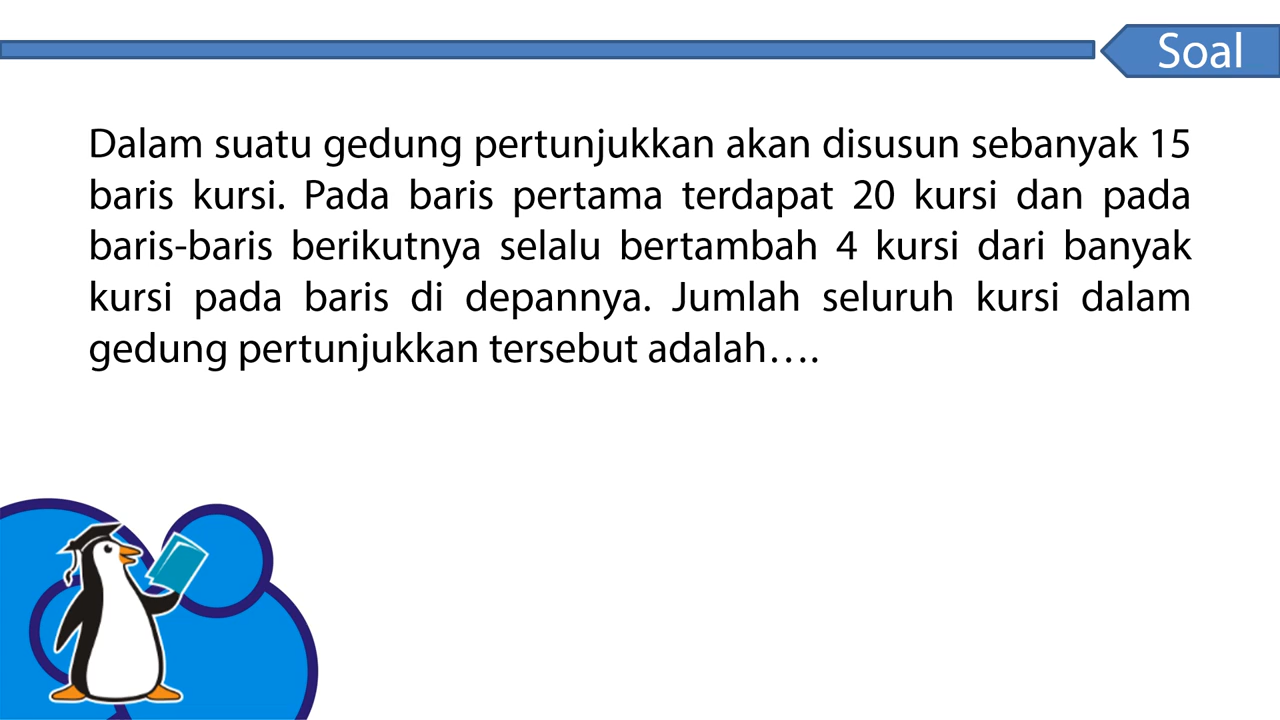 Soal
Dalam suatu gedung pertunjukkan akan disusun sebanyak 15
baris kursi. Pada baris pertama terdapat 20 kursi dan pada
baris-baris berikutnya selalu bertambah 4 kursi dari banyak
kursi pada baris di depannya. Jumlah seluruh kursi dalam
gedung pertunjukkan tersebut adalah….